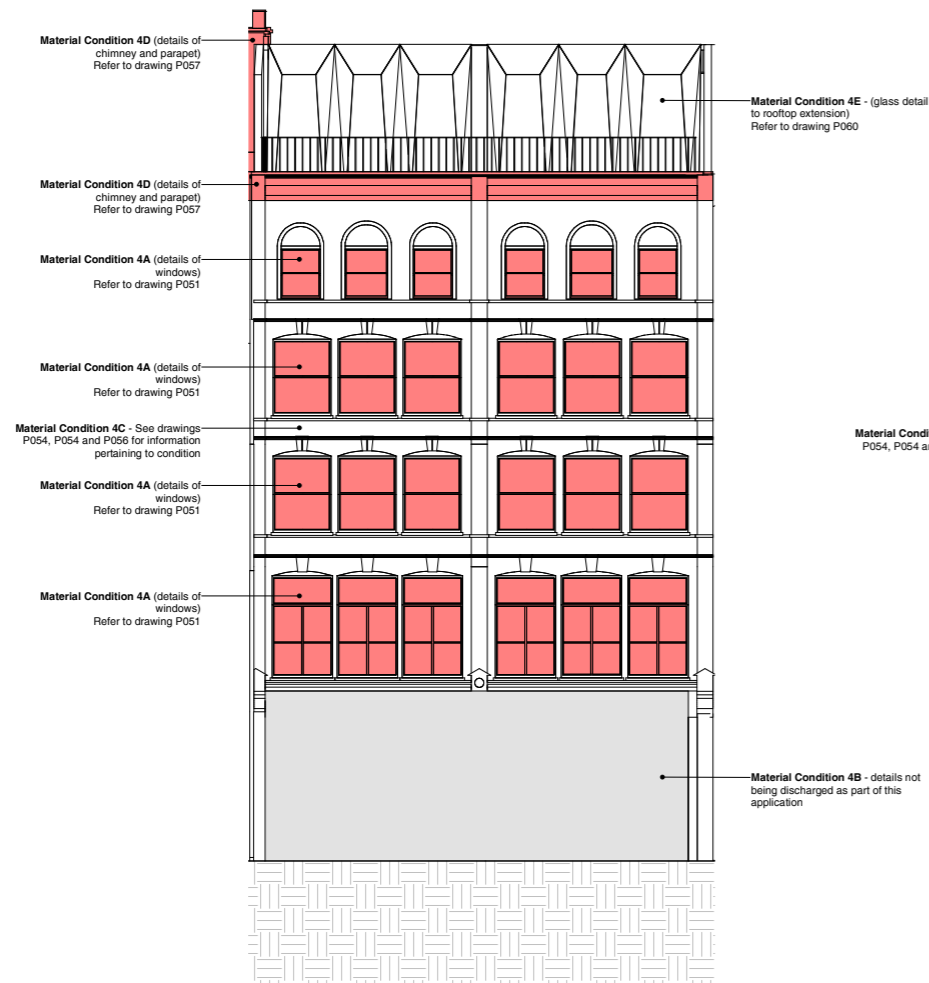 Material Condition 4D (details of
chimney and parapet)
Refer to drawing P057
Material Condition 4E - (glass detail
to rooftop extension)
Refer to drawing P060
Material Condition 4D (details of
chimney and parapet)
Refer to drawing P057
Material Condition 4A (details of
windows)
Refer to drawing P051
Material Condition 4A (details of
windows)
Refer to drawing P051
Material Condition 4C - See drawings
P054, P054 and P056 for information
pertaining to condition
Material Condi
P054, P054 a
Material Condition 4A (details of
windows)
Refer to drawing P051
Material Condition 4A (details of
windows)
Refer to drawing P051
Material Condition 4B - details not
being discharged as part of this
application